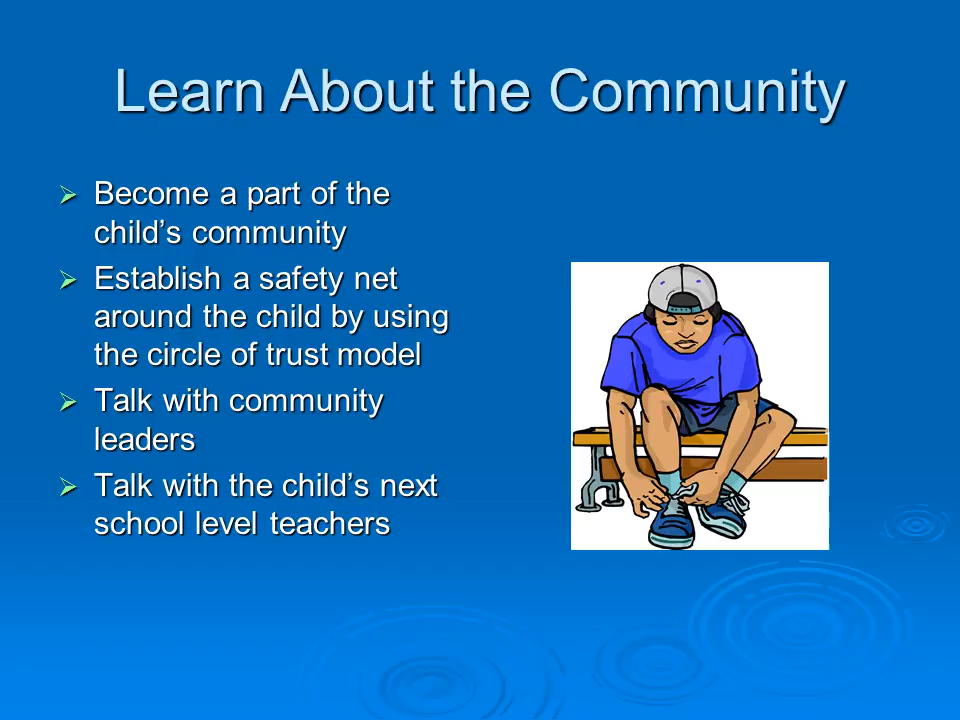 Learn About the Community
➢ Become a part of the
child’s community
➢ Establish a safety net
around the child by using
the circle of trust model
➢ Talk with community
leaders
➢ Talk with the child’s next
school level teachers